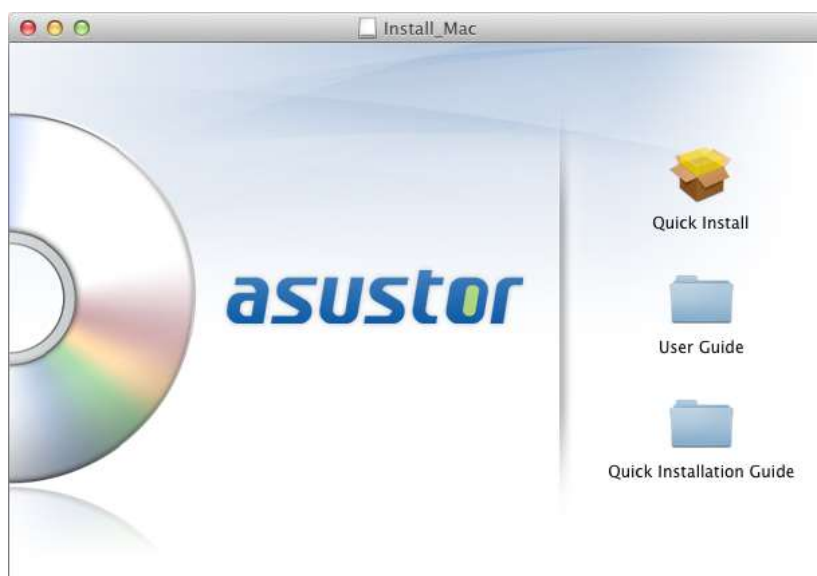 Install_Mac
Quick Install
asustor
User Guide
Quick Installation Guide